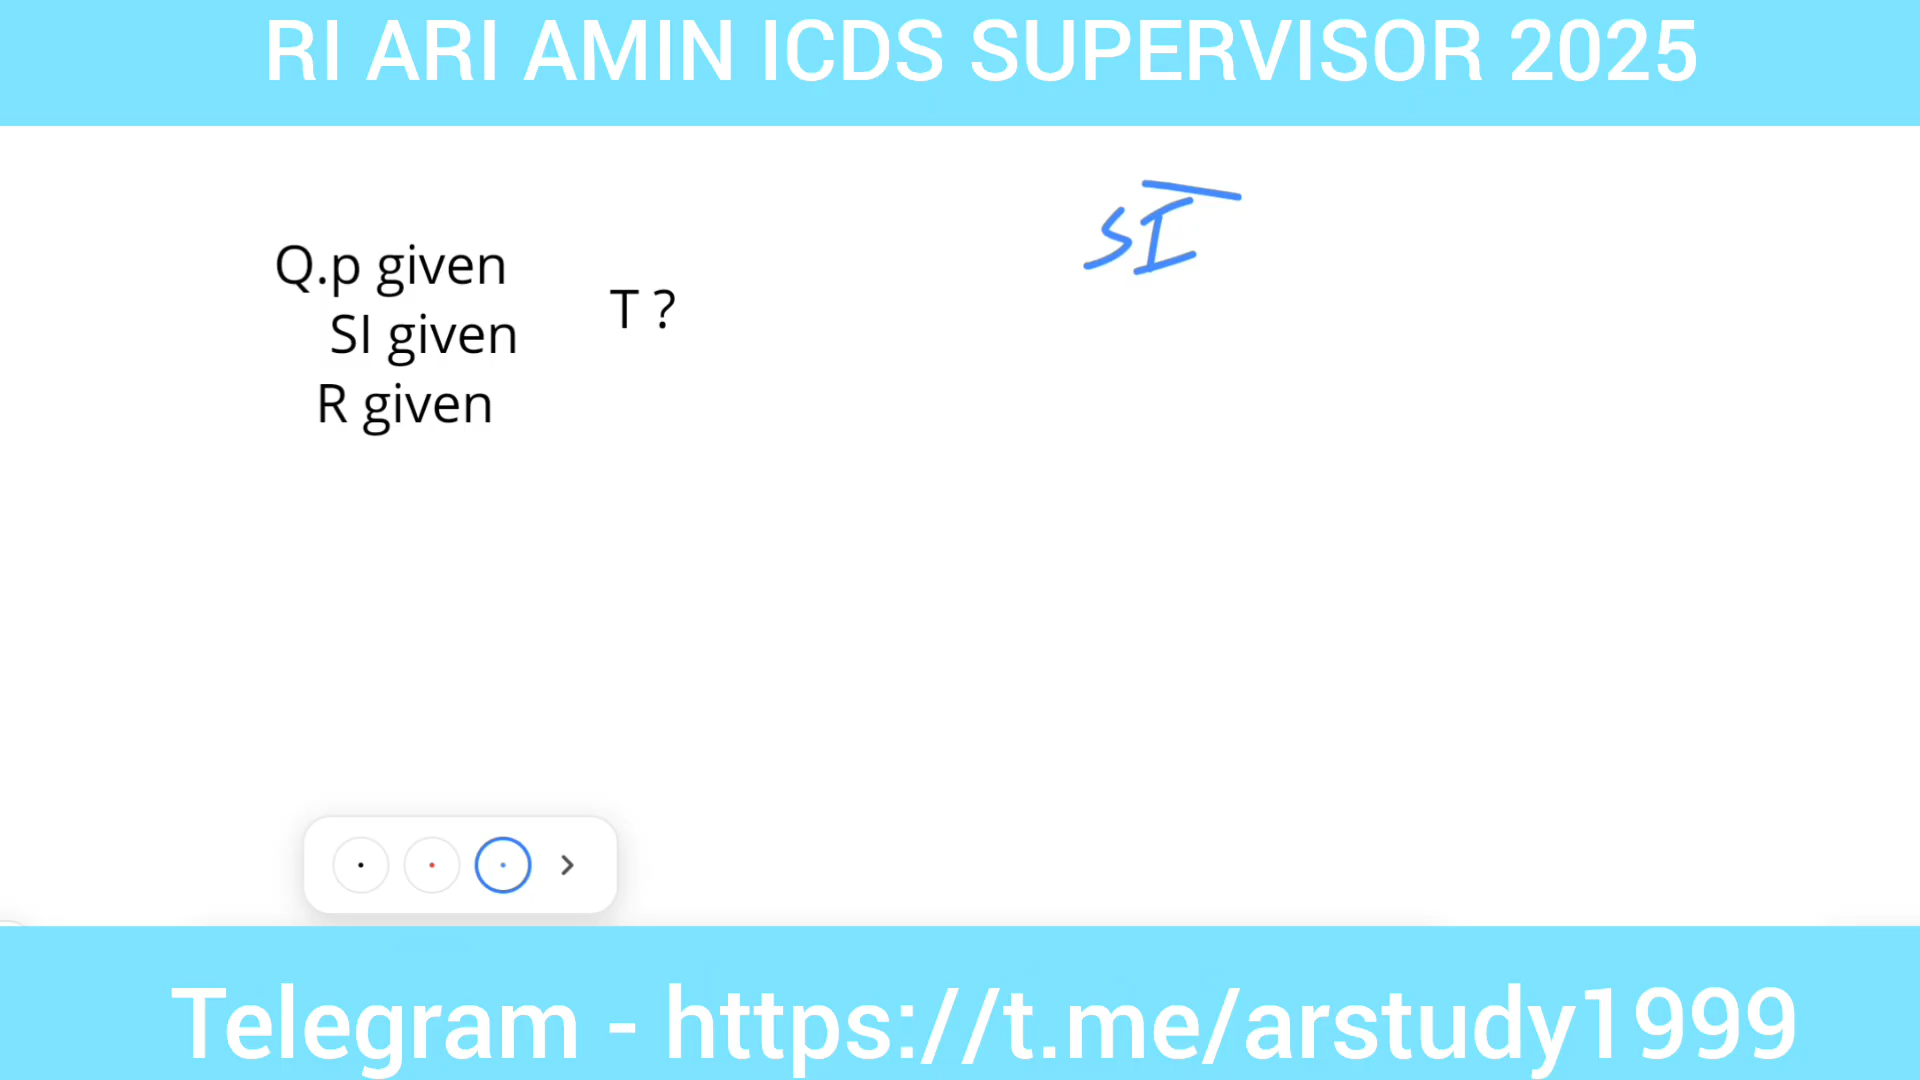 RI ARI AMIN ICDS SUPERVISOR 2025
SI
Q.p given
T ?
SI given
R given
Telegram - https://t.me/arstudy1999